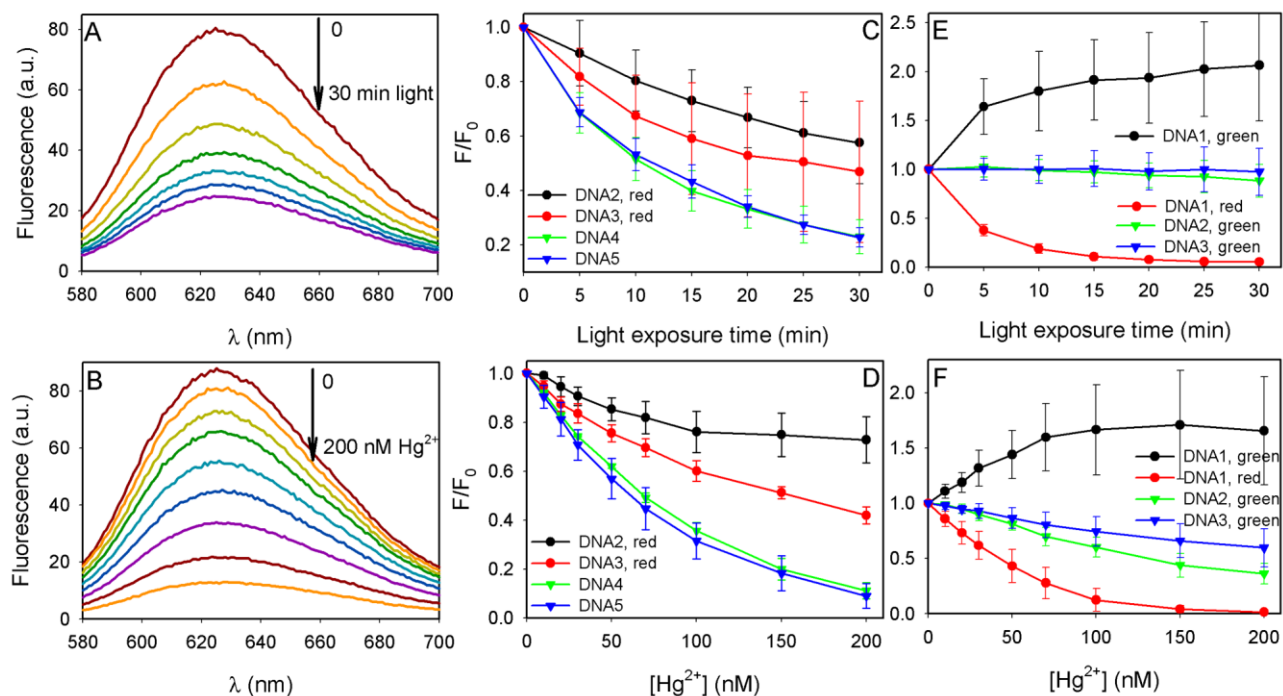 A
0
30 min light
Fluorescence (a.u.)
80
60
40
20
0
580 600 620 640 660 680 700
λ (nm)
C
F/F₀
1.0
0.8
0.6
0.4
0.2
DNA2, red
DNA3, red
DNA4
DNA5
0 5 10 15 20 25 30
Light exposure time (min)
E
2.5
2.0
1.5
1.0
0.5
0.0
DNA1, green
DNA1, red
DNA2, green
DNA3, green
0 5 10 15 20 25 30
Light exposure time (min)
B
0
200 nM Hg²⁺
Fluorescence (a.u.)
80
60
40
20
0
580 600 620 640 660 680 700
λ (nm)
D
F/F₀
1.0
0.8
0.6
0.4
0.2
0.0
DNA2, red
DNA3, red
DNA4
DNA5
0 50 100 150 200
[Hg²⁺] (nM)
F
2.0
1.5
1.0
0.5
0.0
DNA1, green
DNA1, red
DNA2, green
DNA3, green
0 50 100 150 200
[Hg²⁺] (nM)